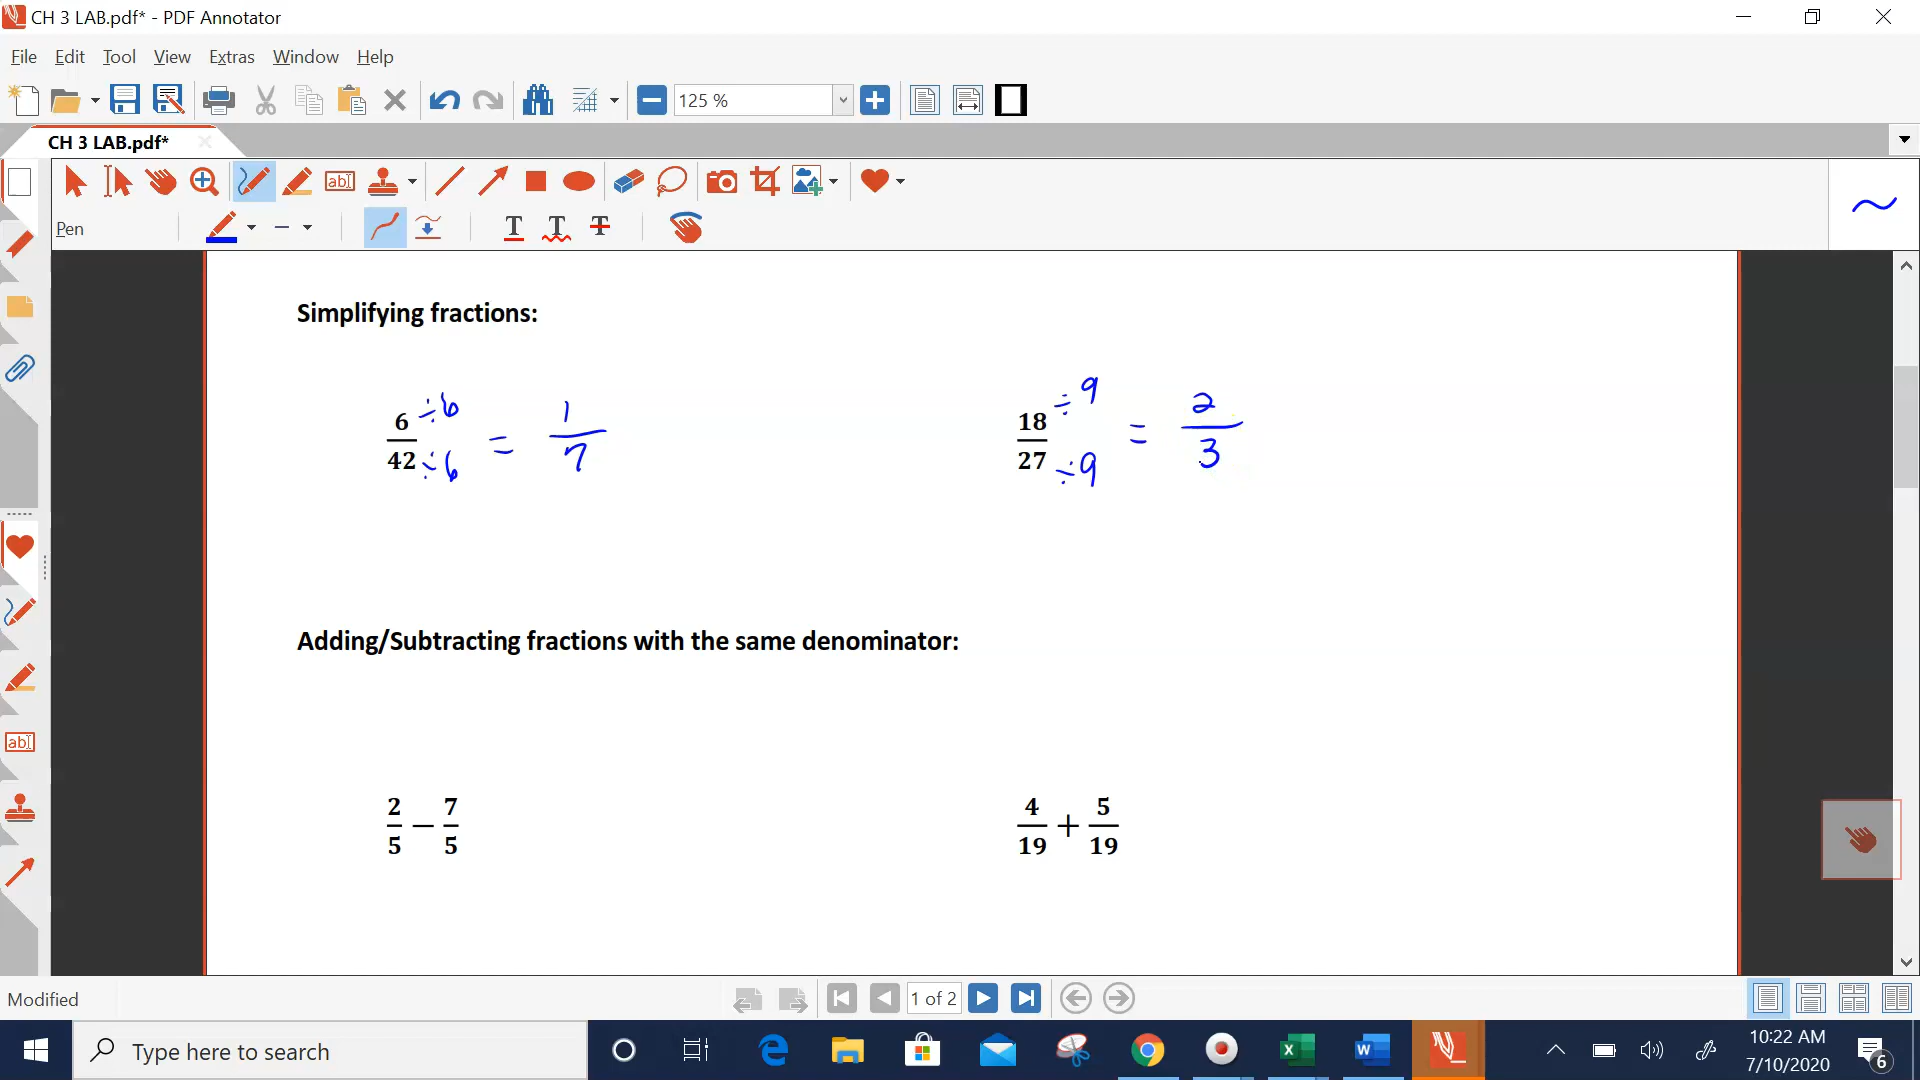 CH 3 LAB.pdf* - PDF Annotator
File Edit Tool View Extras Window Help
125 %
CH 3 LAB.pdf*
ab
Pen
T T T
Simplifying fractions:
6/42 ÷6/÷6 = 1/7
18/27 ÷9/÷9 = 2/3
Adding/Subtracting fractions with the same denominator:
2/5 − 7/5
4/19 + 5/19
ab
Modified
1 of 2
Type here to search
10:22 AM
7/10/2020
6